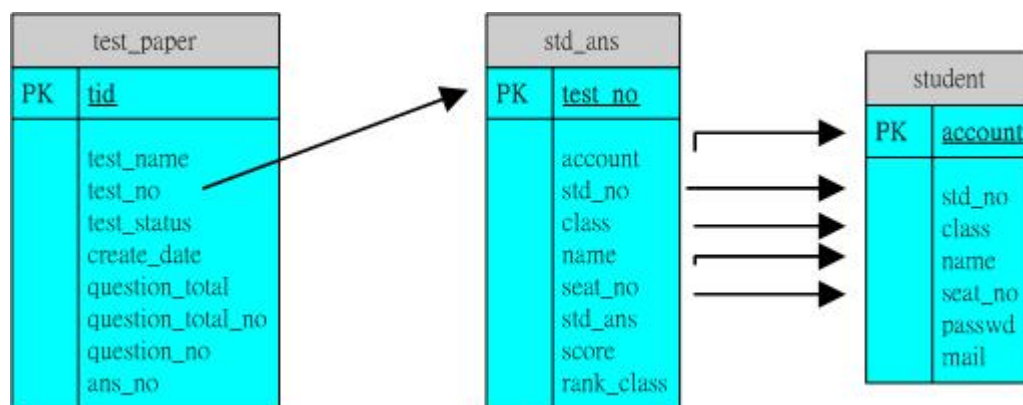 test_paper
PK tid
test_name
test_no
test_status
create_date
question_total
question_total_no
question_no
ans_no
std_ans
PK test_no
account
std_no
class
name
seat_no
std_ans
score
rank_class
student
PK account
std_no
class
name
seat_no
passwd
mail